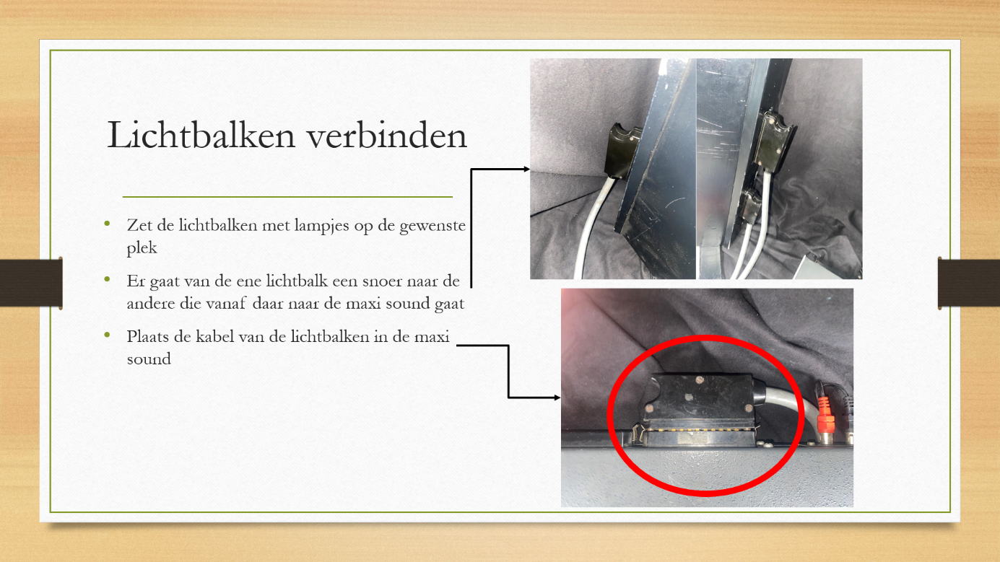 Lichtbalken verbinden
• Zet de lichtbalken met lampjes op de gewenste
plek
• Er gaat van de ene lichtbalk een snoer naar de
andere die vanaf daar naar de maxi sound gaat
• Plaats de kabel van de lichtbalken in de maxi
sound